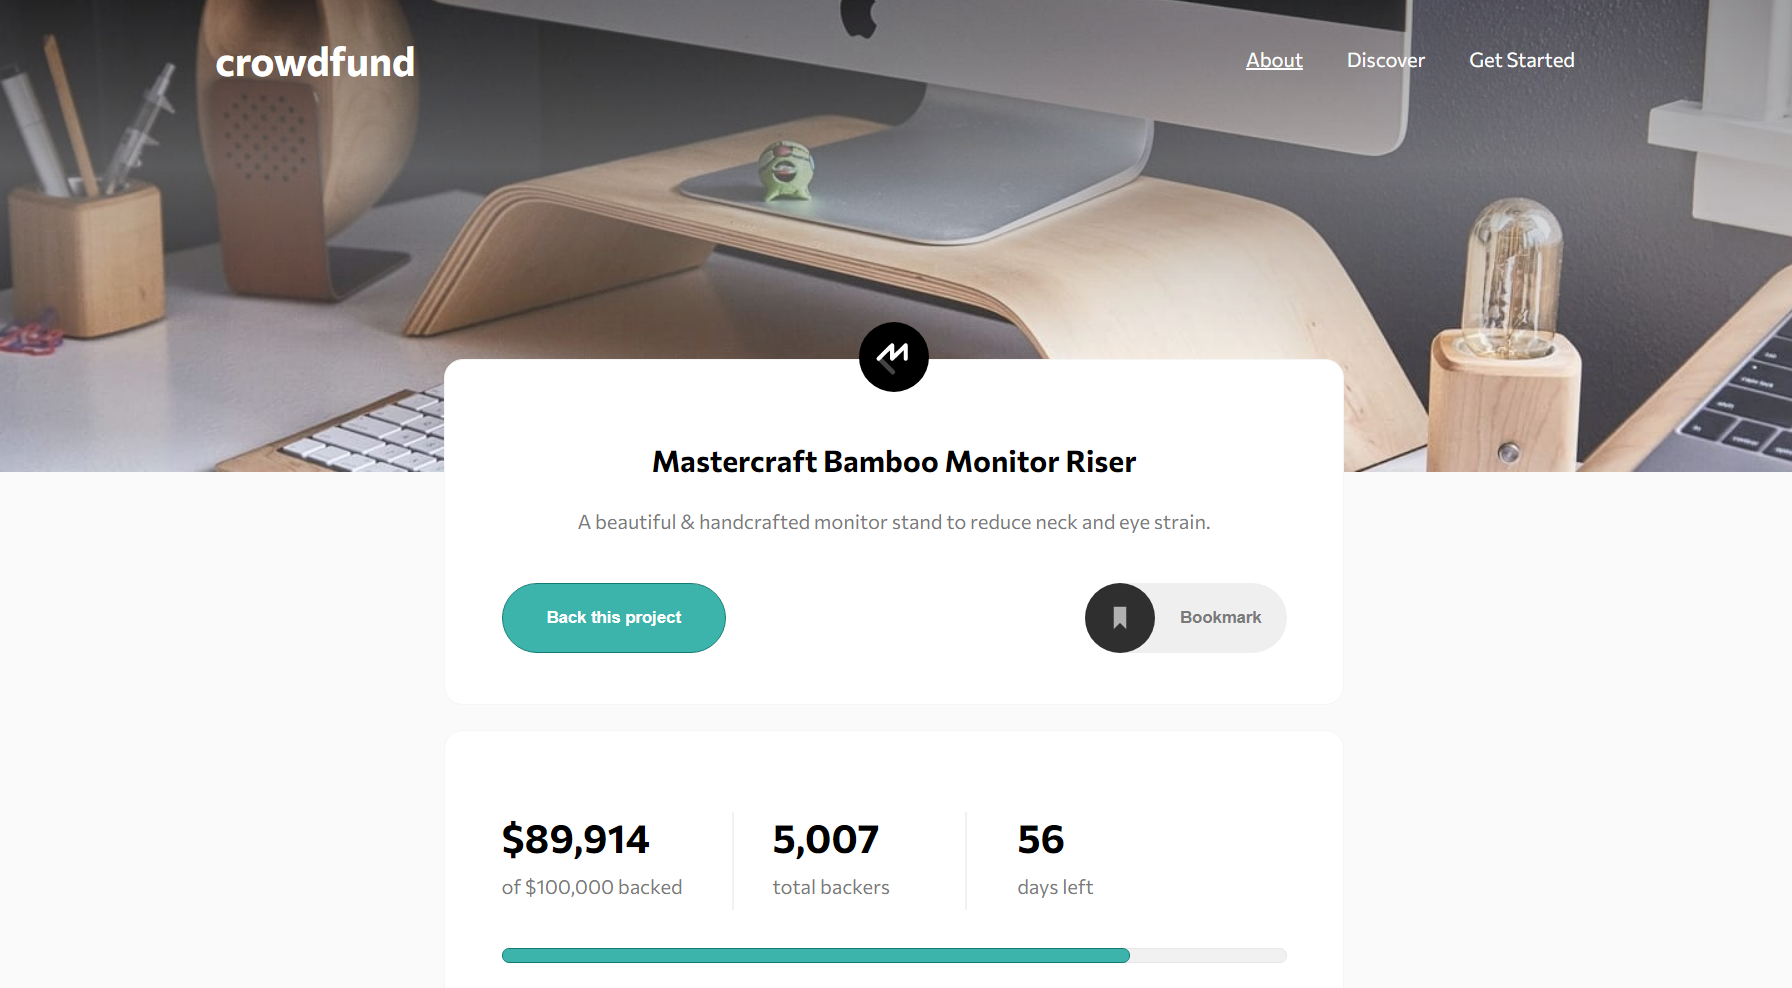 crowdfund
About Discover Get Started
Mastercraft Bamboo Monitor Riser
A beautiful & handcrafted monitor stand to reduce neck and eye strain.
Back this project
Bookmark
$89,914 5,007 56
of $100,000 backed total backers days left